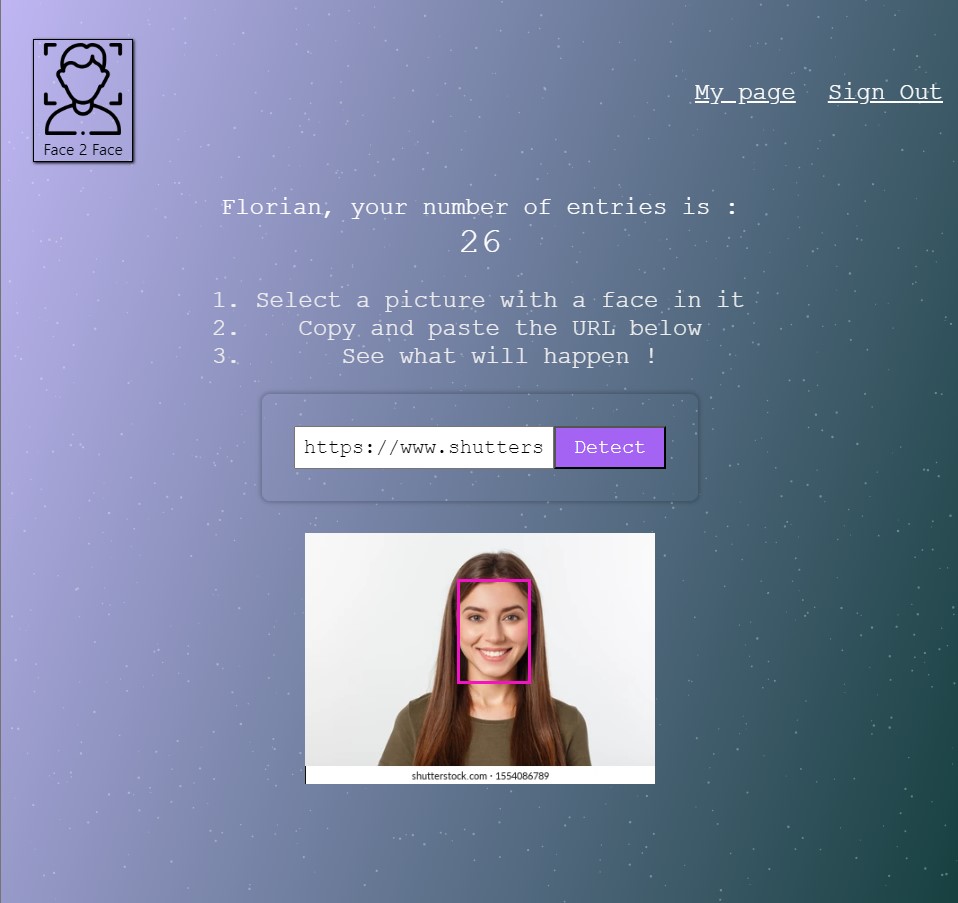 Face 2 Face
My page Sign Out
Florian, your number of entries is :
26
1. Select a picture with a face in it
2. Copy and paste the URL below
3. See what will happen !
https://www.shutters Detect
shutterstock.com · 1554086789